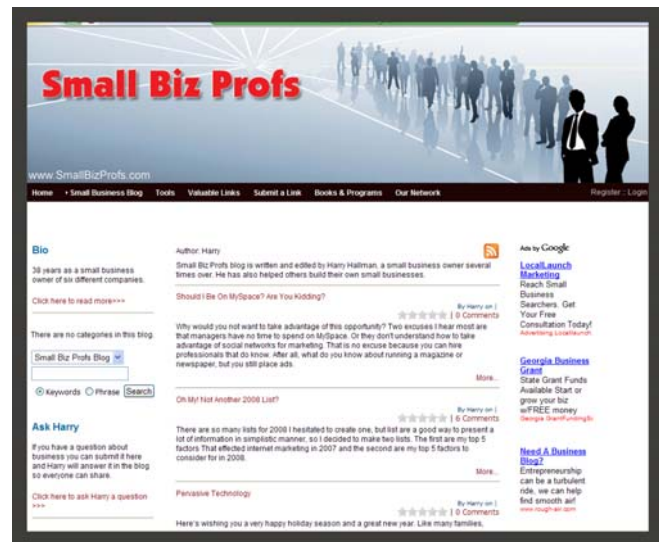 Small Biz Profs
www.SmallBizProfs.com
Home
Small Business Blog
Tools
Valuable Links
Submit a Link
Books & Programs
Our Network
Register :: Login
Bio
38 years as a small business
owner of six different companies.
Click here to read more>>>
There are no categories in this blog.
Small Biz Profs Blog
Keywords
Phrase
Search
Ask Harry
If you have a question about
business you can submit it here
and Harry will answer it in the blog
so everyone can share.
Click here to ask Harry a question
>>>
Author: Harry
Small Biz Profs blog is written and edited by Harry Hallman, a small business owner several
times over. He has also helped others build their own small businesses.
Should I Be On MySpace? Are You Kidding?
By Harry on |
| 0 Comments
Why would you not want to take advantage of this opportunity? Two excuses I hear most are
that managers have no time to spend on MySpace. Or they don't understand how to take
advantage of social networks for marketing. That is no excuse because you can hire
professionals that do know. After all, what do you know about running a magazine or
newspaper, but you still place ads.
More...
Oh My! Not Another 2008 List?
By Harry on |
| 6 Comments
There are so many lists for 2008 I hesitated to create one, but list are a good way to present a
lot of information in simplistic manner, so I decided to make two lists. The first are my top 5
factors That effected internet marketing in 2007 and the second are my top 5 factors to
consider for in 2008.
More...
Pervasive Technology
By Harry on |
| 0 Comments
Here's wishing you a very happy holiday season and a great new year. Like many families,
Ads by Google
LocalLaunch
Marketing
Reach Small
Business
Searchers. Get
Your Free
Consultation Today!
Advertising.Locallaunch
Georgia Business
Grant
State Grant Funds
Available Start or
grow your biz
w/FREE money
Need A Business
Blog?
Entrepreneurship
can be a turbulent
ride, we can help
find smooth air!
www.rough-air.com